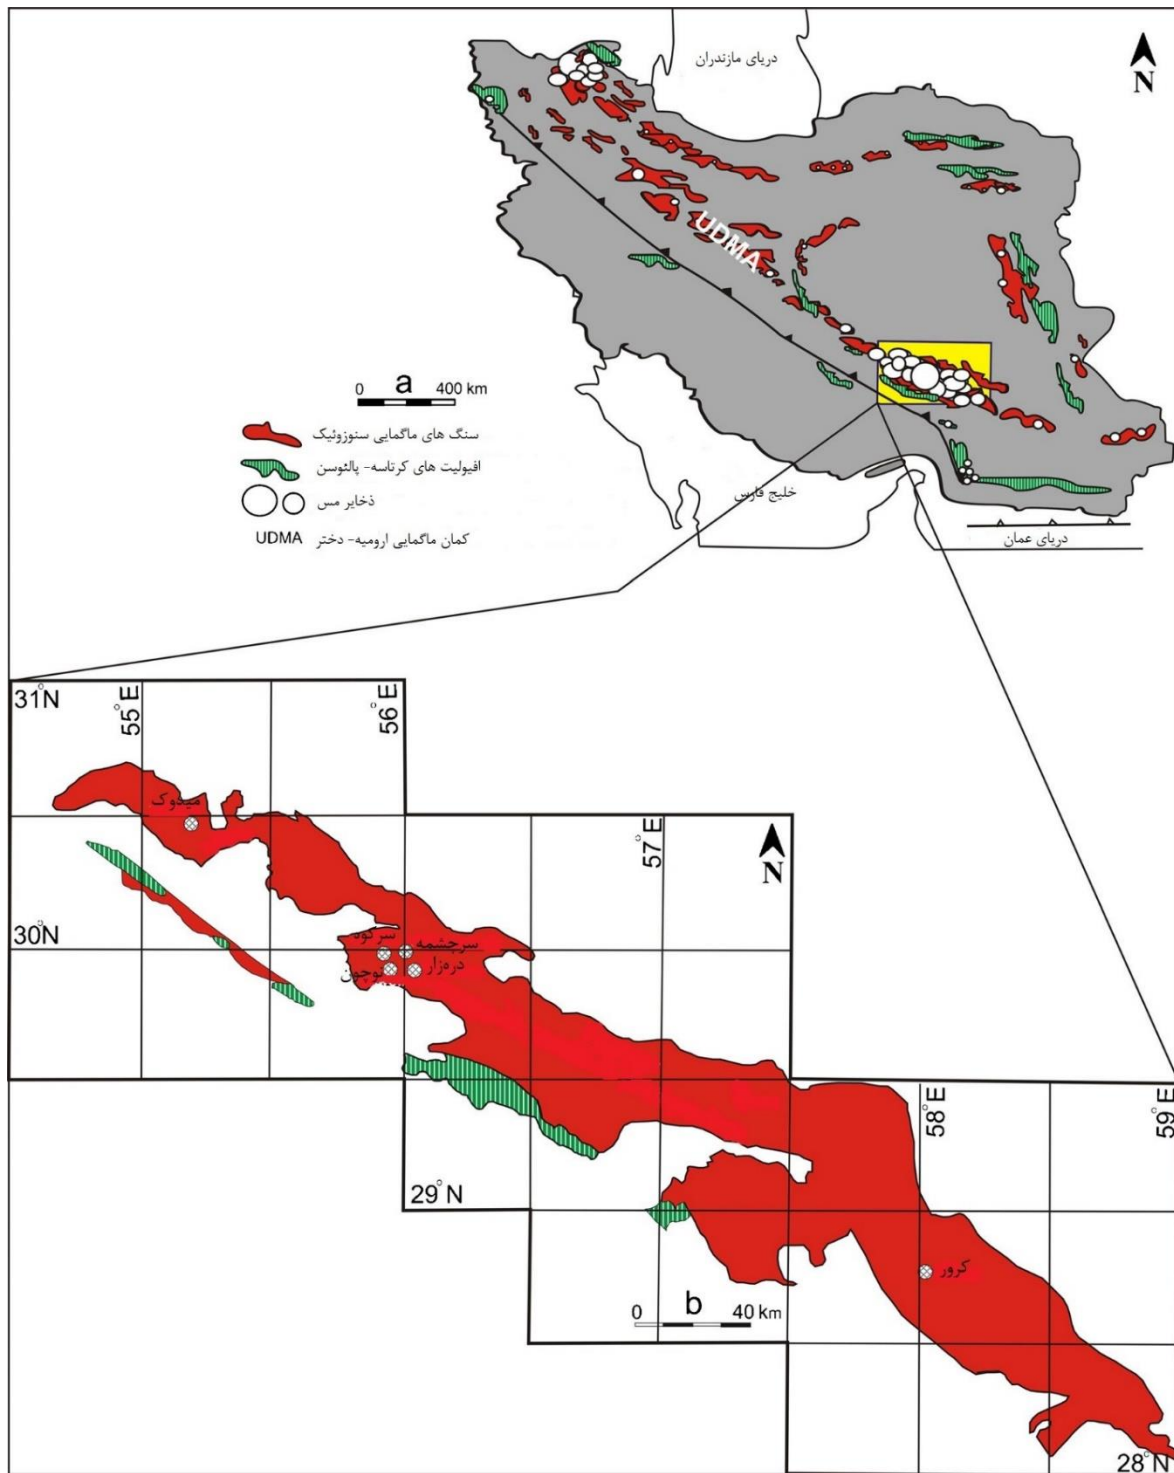 دریای مازندران
N
UDMA
a
0 400 km
سنگ های ماگمایی سنوزوئیک
افیولیت های کرتاسه- پالئوسن
ذخایر مس
UDMA کمان ماگمایی ارومیه- دختر
خلیج فارس
دریای عمان
31°N
55°E
56°E
میدوک
57°E
N
30°N
سرکوه
سرچشمه
نوچون
دره‌زار
29°N
58°E
59°E
کرور
b
0 40 km
28°N